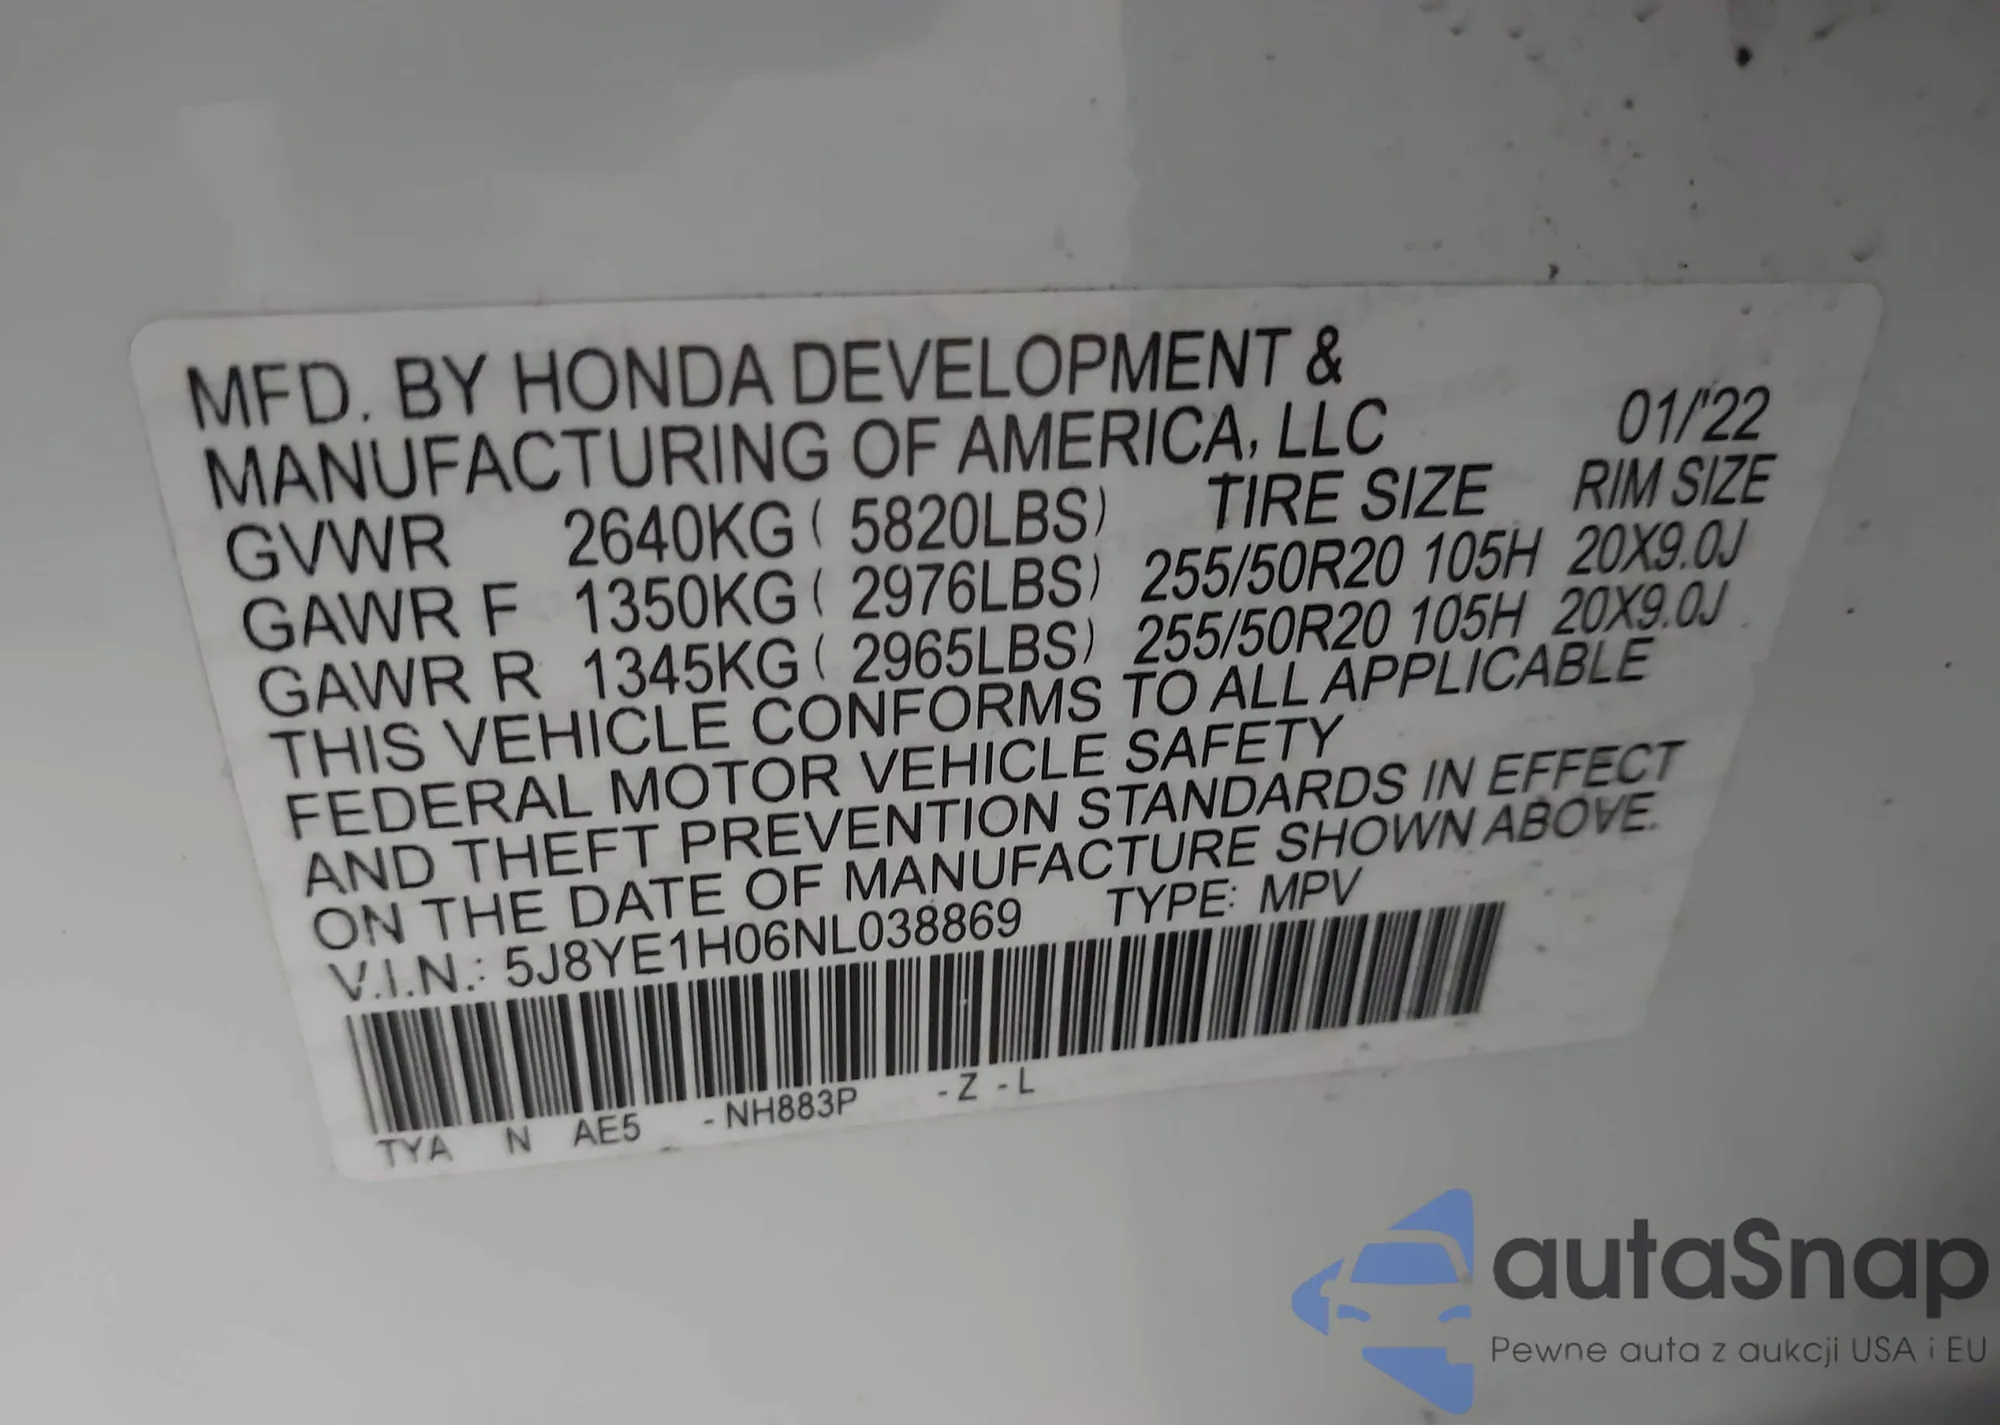 MFD. BY HONDA DEVELOPMENT &
MANUFACTURING OF AMERICA, LLC 01/'22
GVWR 2640KG ( 5820LBS) TIRE SIZE RIM SIZE
GAWR F 1350KG ( 2976LBS) 255/50R20 105H 20X9.0J
GAWR R 1345KG ( 2965LBS) 255/50R20 105H 20X9.0J
THIS VEHICLE CONFORMS TO ALL APPLICABLE
FEDERAL MOTOR VEHICLE SAFETY
AND THEFT PREVENTION STANDARDS IN EFFECT
ON THE DATE OF MANUFACTURE SHOWN ABOVE.
V.I.N.: 5J8YE1H06NL038869 TYPE: MPV
TYA N AE5 -NH883P -Z -L
autaSnap
Pewne auta z aukcji USA i EU